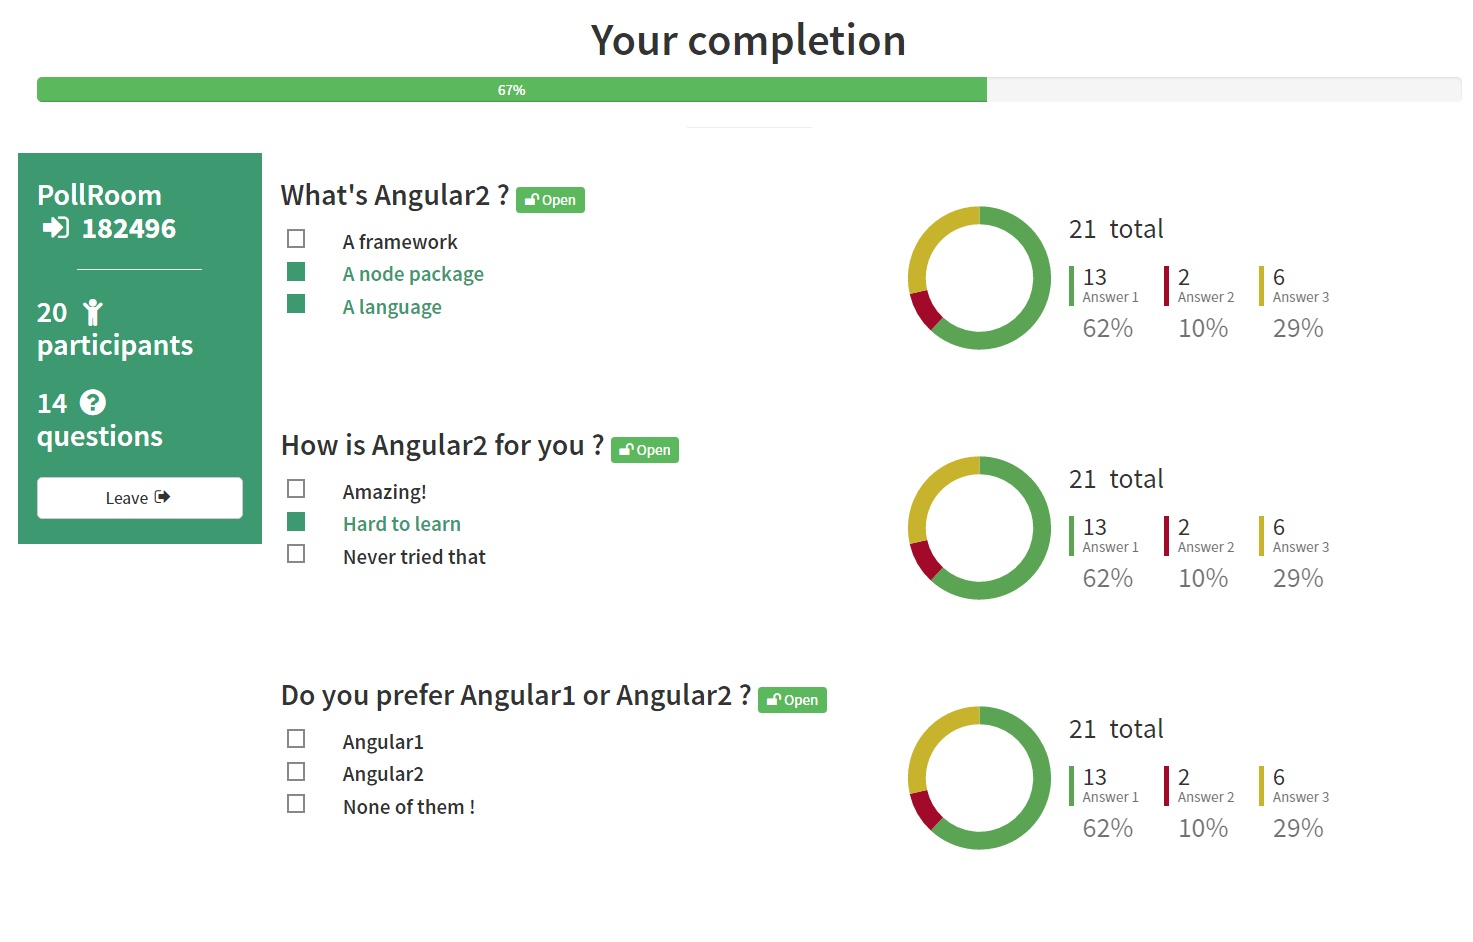 Your completion
67%
PollRoom
182496
20
participants
14
questions
Leave
What's Angular2 ? Open
A framework
A node package
A language
21 total
13 2 6
Answer 1 Answer 2 Answer 3
62% 10% 29%
How is Angular2 for you ? Open
Amazing!
Hard to learn
Never tried that
21 total
13 2 6
Answer 1 Answer 2 Answer 3
62% 10% 29%
Do you prefer Angular1 or Angular2 ? Open
Angular1
Angular2
None of them !
21 total
13 2 6
Answer 1 Answer 2 Answer 3
62% 10% 29%